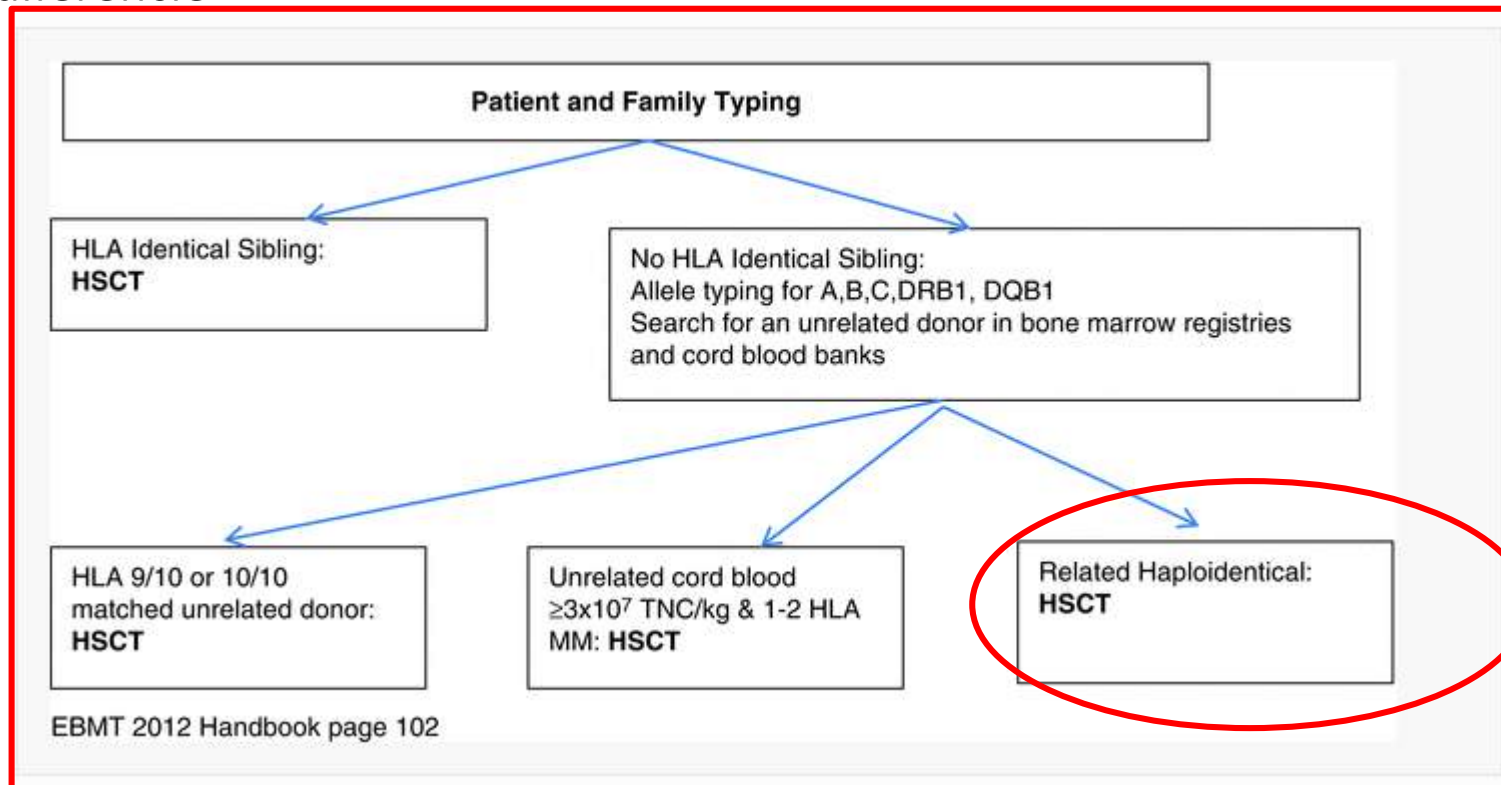 Patient and Family Typing
HLA Identical Sibling:
HSCT
No HLA Identical Sibling:
Allele typing for A,B,C,DRB1, DQB1
Search for an unrelated donor in bone marrow registries
and cord blood banks
HLA 9/10 or 10/10
matched unrelated donor:
HSCT
Unrelated cord blood
≥3x10⁷ TNC/kg & 1-2 HLA
MM: HSCT
Related Haploidentical:
HSCT
EBMT 2012 Handbook page 102